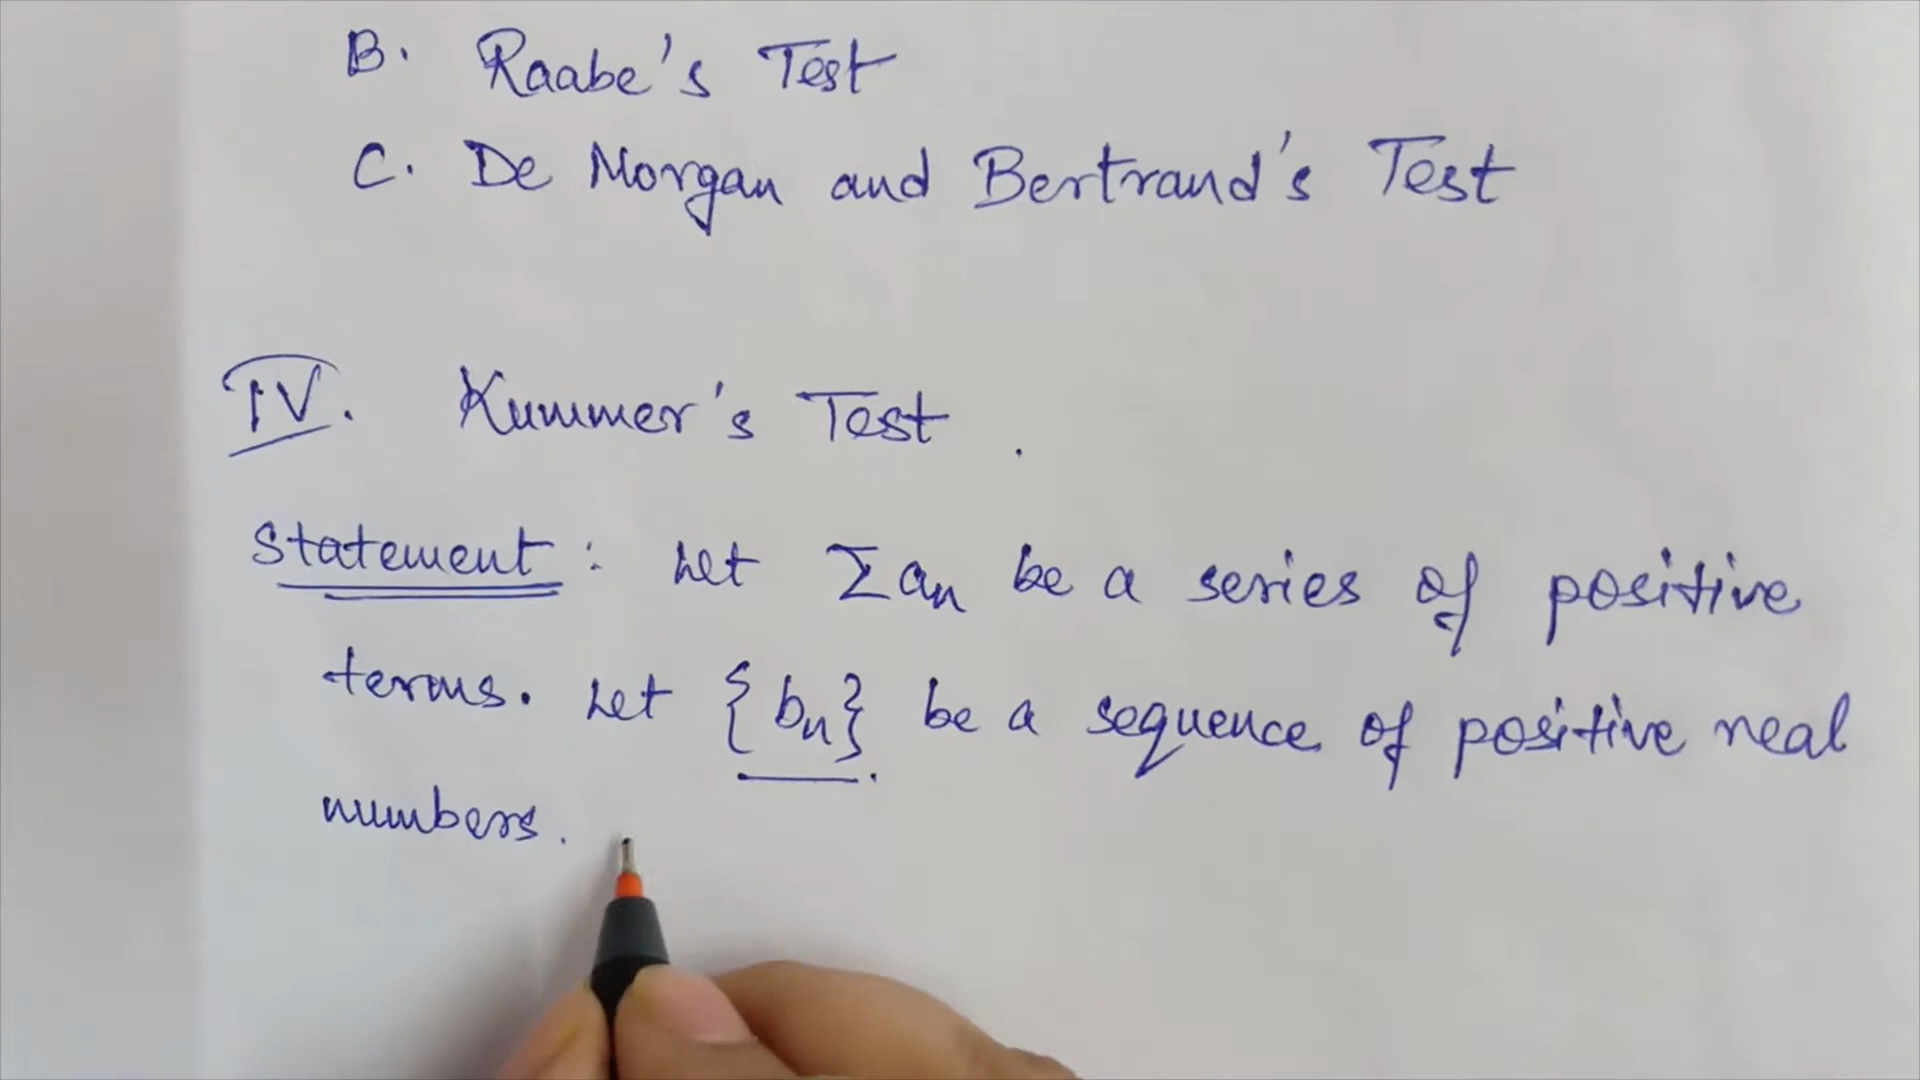 B. Raabe's Test
C. De Morgan and Bertrand's Test
IV. Kummer's Test.
Statement: Let Σan be a series of positive
terms. Let {bn} be a sequence of positive real
numbers.